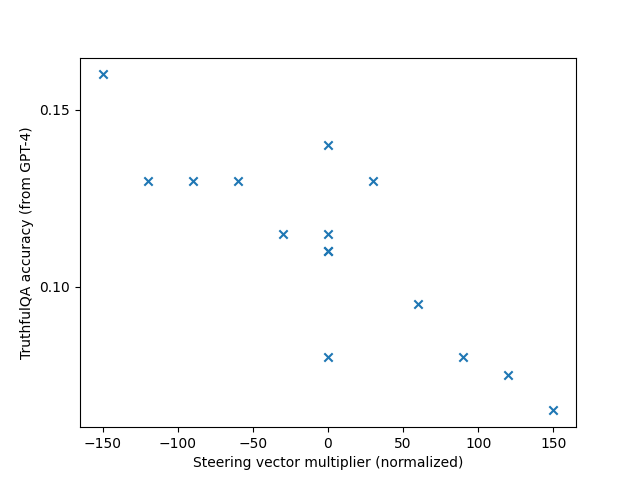 0.15
0.10
TruthfulQA accuracy (from GPT-4)
−150 −100 −50 0 50 100 150
Steering vector multiplier (normalized)